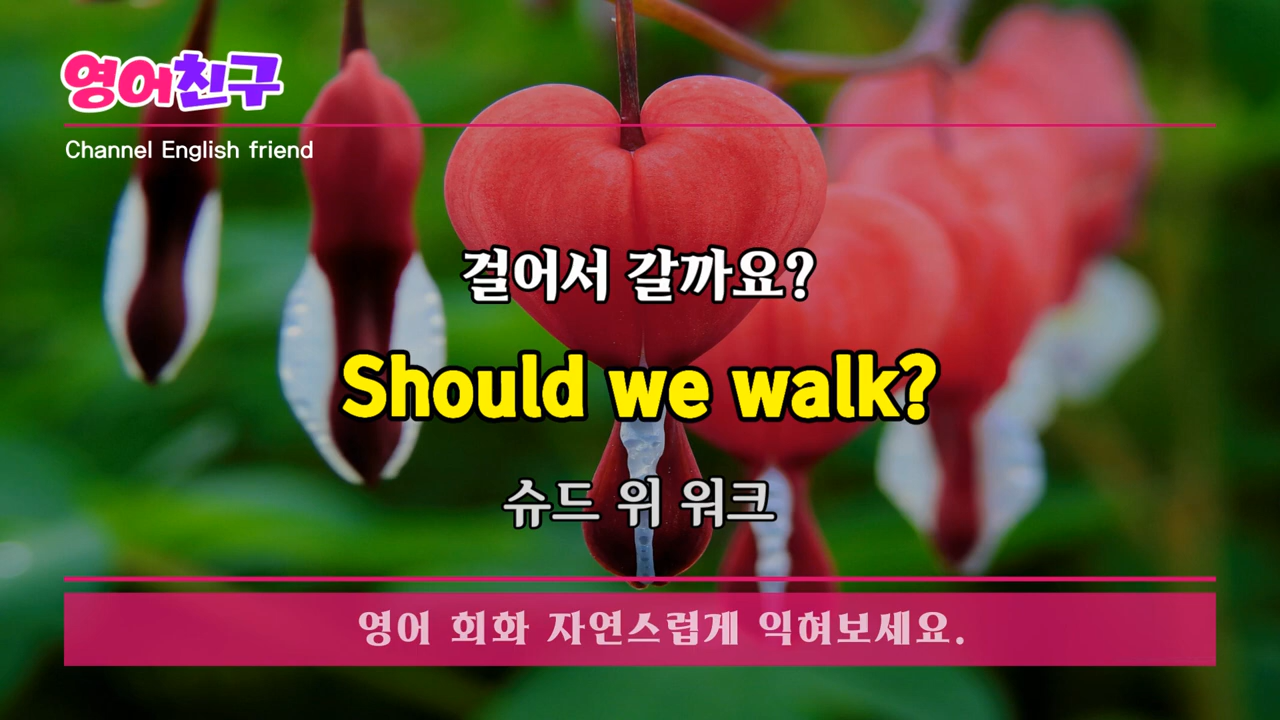 영어친구
Channel English friend
걸어서 갈까요?
Should we walk?
슈드 위 워크
영어 회화 자연스럽게 익혀보세요.